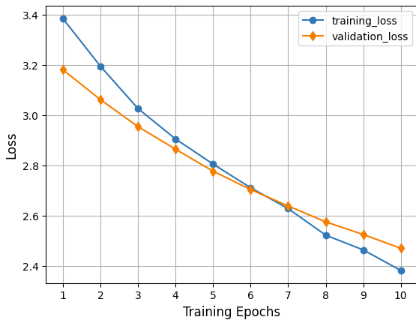 3.4
3.2
3.0
2.8
2.6
2.4
Loss
training_loss
validation_loss
1 2 3 4 5 6 7 8 9 10
Training Epochs